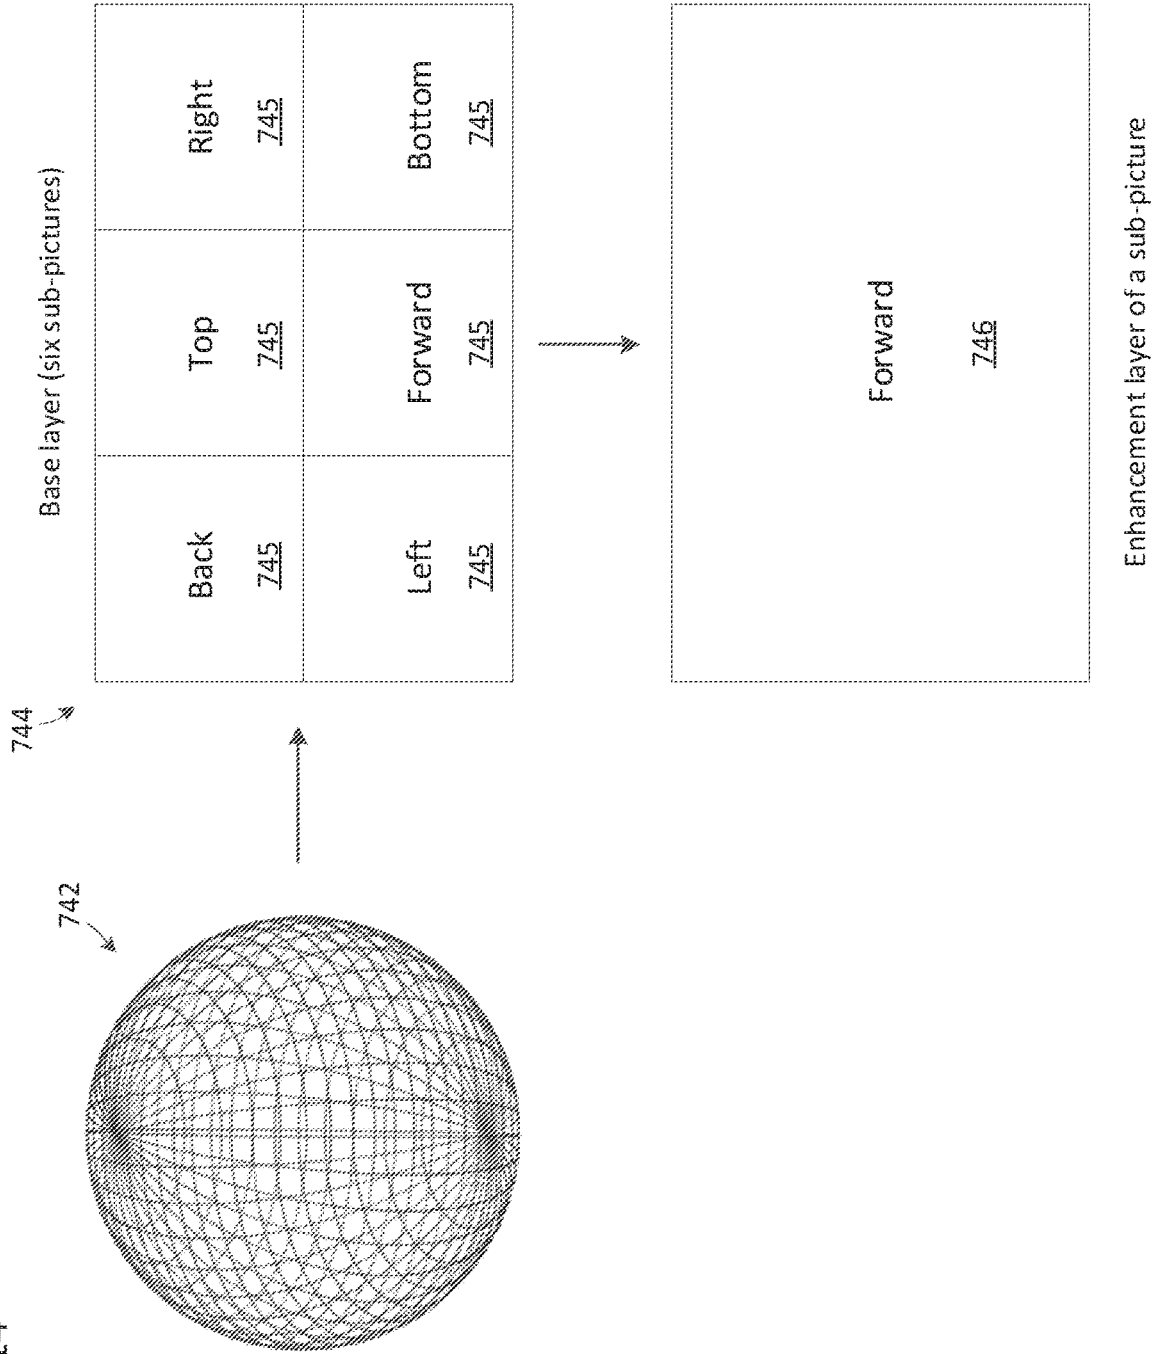 744
Base layer (six sub-pictures)
742
Back Top Right
745 745 745
Left Forward Bottom
745 745 745
Forward
746
Enhancement layer of a sub-picture